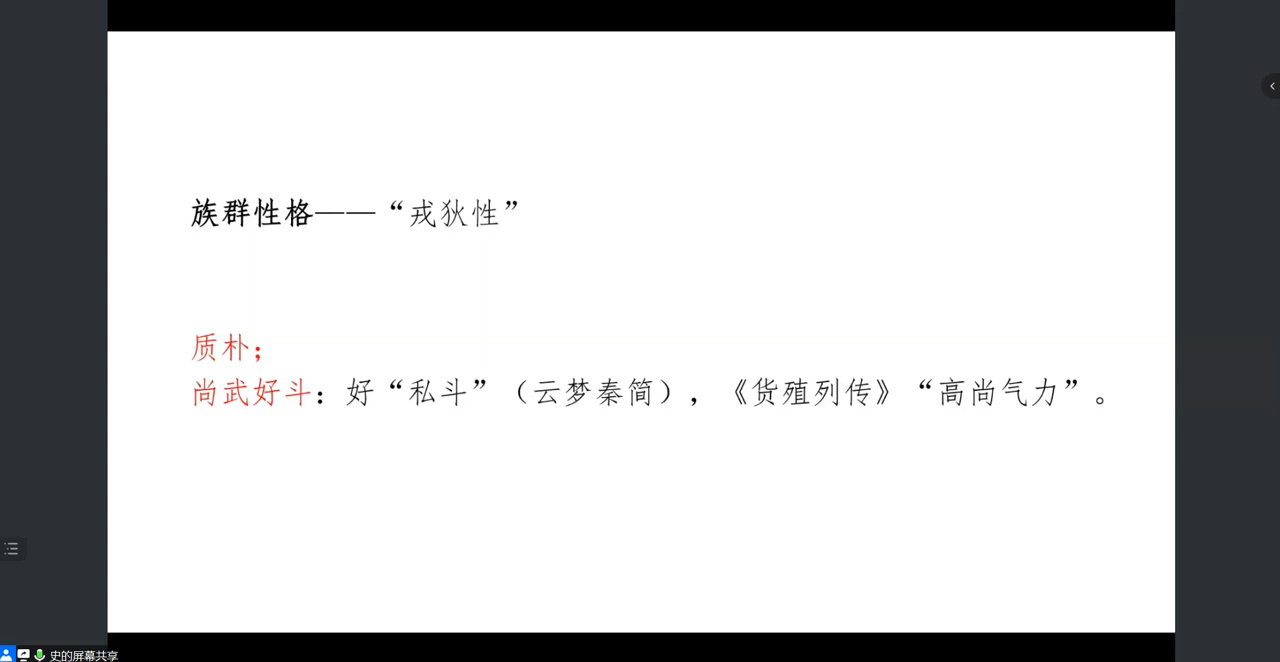 族群性格——“戎狄性”
质朴；
尚武好斗：好“私斗”（云梦秦简），《货殖列传》“高尚气力”。
史的屏幕共享